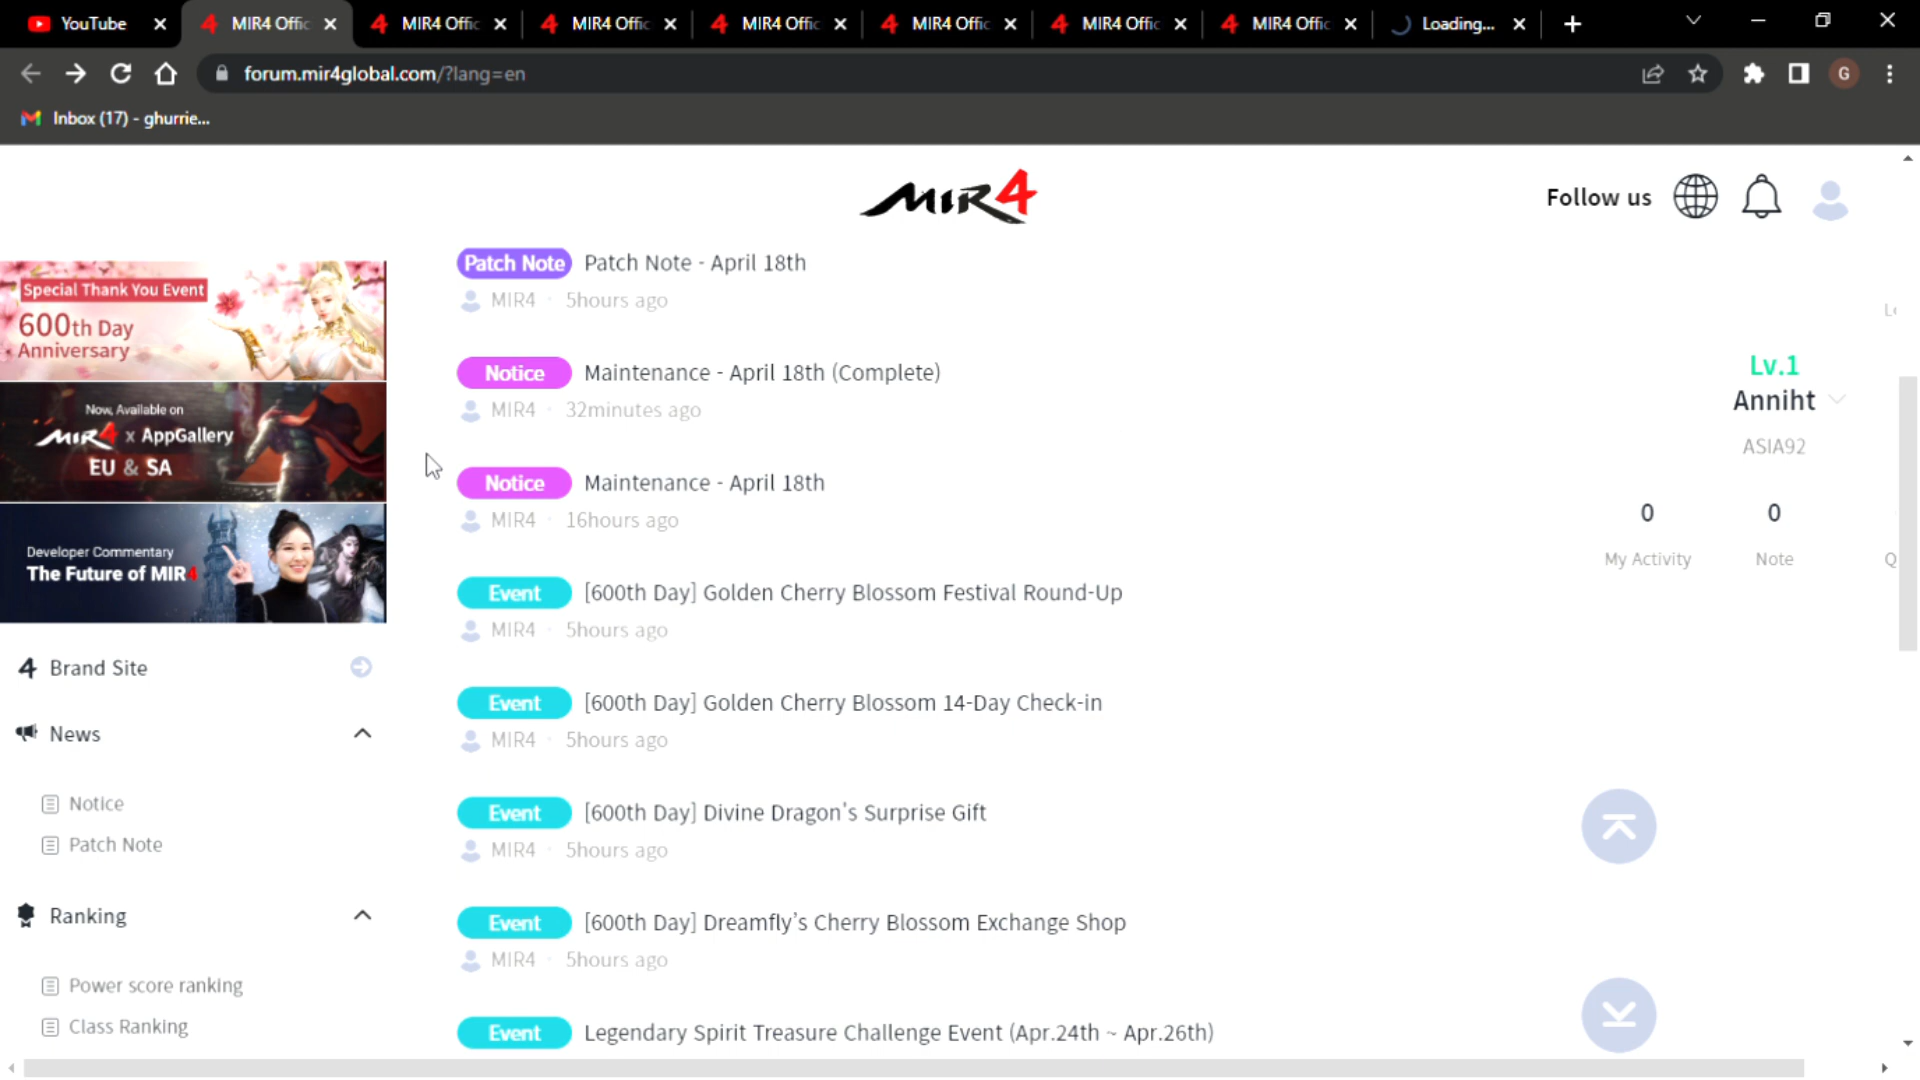 YouTube
MIR4 Offic
MIR4 Offic
MIR4 Offic
MIR4 Offic
MIR4 Offic
MIR4 Offic
MIR4 Offic
Loading...
forum.mir4global.com/?lang=en
G
Inbox (17) - ghurrie...
MIR4
Follow us
Special Thank You Event
600th Day
Anniversary
Now, Available on
MIR4 x AppGallery
EU & SA
Developer Commentary
The Future of MIR4
4 Brand Site
News
Notice
Patch Note
Ranking
Power score ranking
Class Ranking
Patch Note Patch Note - April 18th
MIR4 · 5hours ago
Notice Maintenance - April 18th (Complete)
MIR4 · 32minutes ago
Notice Maintenance - April 18th
MIR4 · 16hours ago
Event [600th Day] Golden Cherry Blossom Festival Round-Up
MIR4 · 5hours ago
Event [600th Day] Golden Cherry Blossom 14-Day Check-in
MIR4 · 5hours ago
Event [600th Day] Divine Dragon's Surprise Gift
MIR4 · 5hours ago
Event [600th Day] Dreamfly’s Cherry Blossom Exchange Shop
MIR4 · 5hours ago
Event Legendary Spirit Treasure Challenge Event (Apr.24th ~ Apr.26th)
Lv.1
Anniht
ASIA92
0 0
My Activity Note Q